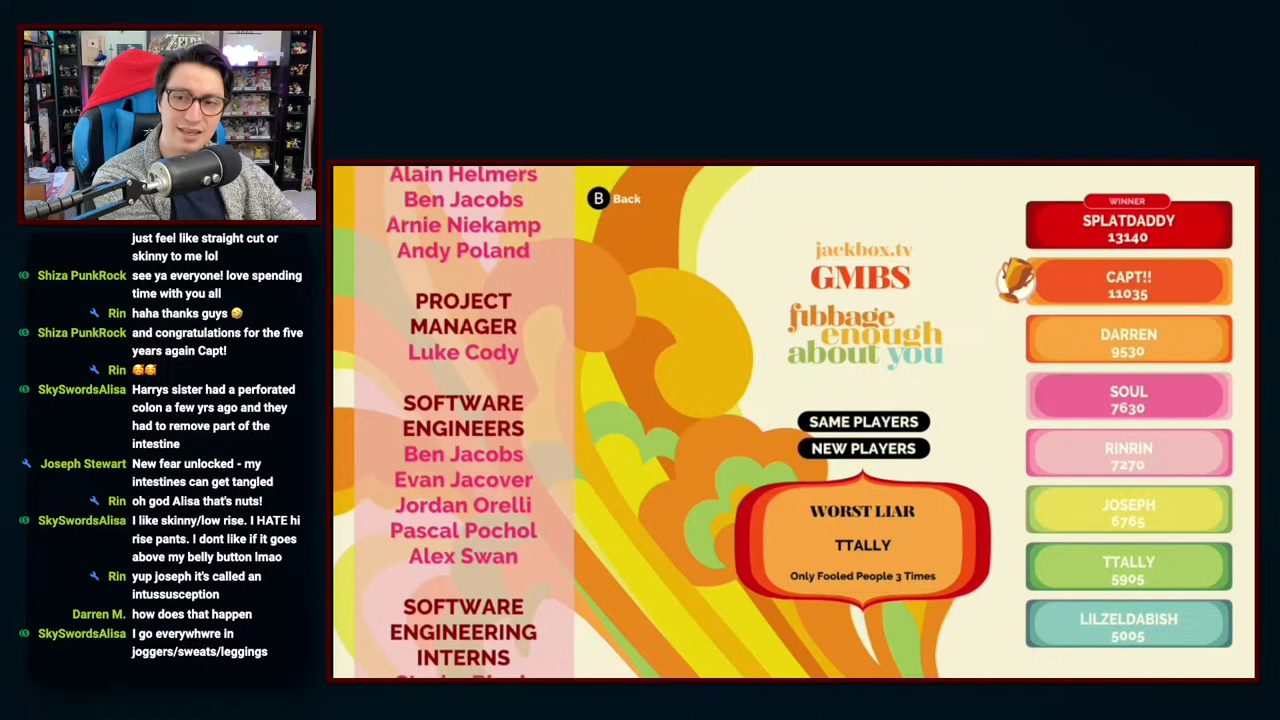 ZELDA
just feel like straight cut or
skinny to me lol
Shiza PunkRock see ya everyone! love spending
time with you all
Rin haha thanks guys 🤣
Shiza PunkRock and congratulations for the five
years again Capt!
Rin 🥰🥰
SkySwordsAlisa Harrys sister had a perforated
colon a few yrs ago and they
had to remove part of the
intestine
Joseph Stewart New fear unlocked - my
intestines can get tangled
Rin oh god Alisa that's nuts!
SkySwordsAlisa I like skinny/low rise. I HATE hi
rise pants. I dont like if it goes
above my belly button lmao
Rin yup joseph it's called an
intussusception
Darren M. how does that happen
SkySwordsAlisa I go everywhwre in
joggers/sweats/leggings
Alain Helmers
Ben Jacobs
Arnie Niekamp
Andy Poland
PROJECT
MANAGER
Luke Cody
SOFTWARE
ENGINEERS
Ben Jacobs
Evan Jacover
Jordan Orelli
Pascal Pochol
Alex Swan
SOFTWARE
ENGINEERING
INTERNS
B Back
jackbox.tv
GMBS
fibbage
enough
about you
SAME PLAYERS
NEW PLAYERS
WORST LIAR
TTALLY
Only Fooled People 3 Times
WINNER
SPLATDADDY
13140
CAPT!!
11035
DARREN
9530
SOUL
7630
RINRIN
7270
JOSEPH
6765
TTALLY
5905
LILZELDABISH
5005